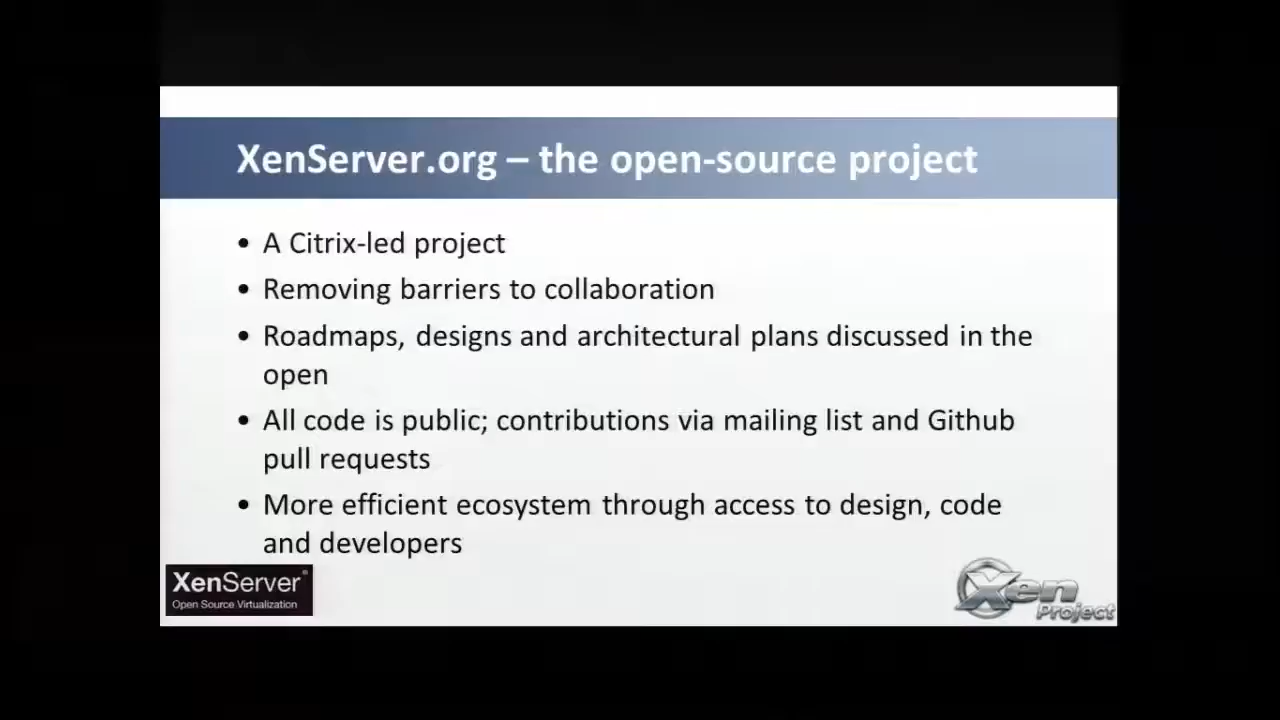 XenServer.org – the open-source project
• A Citrix-led project
• Removing barriers to collaboration
• Roadmaps, designs and architectural plans discussed in the
open
• All code is public; contributions via mailing list and Github
pull requests
• More efficient ecosystem through access to design, code
and developers
XenServer®
Open Source Virtualization
Xen
Project